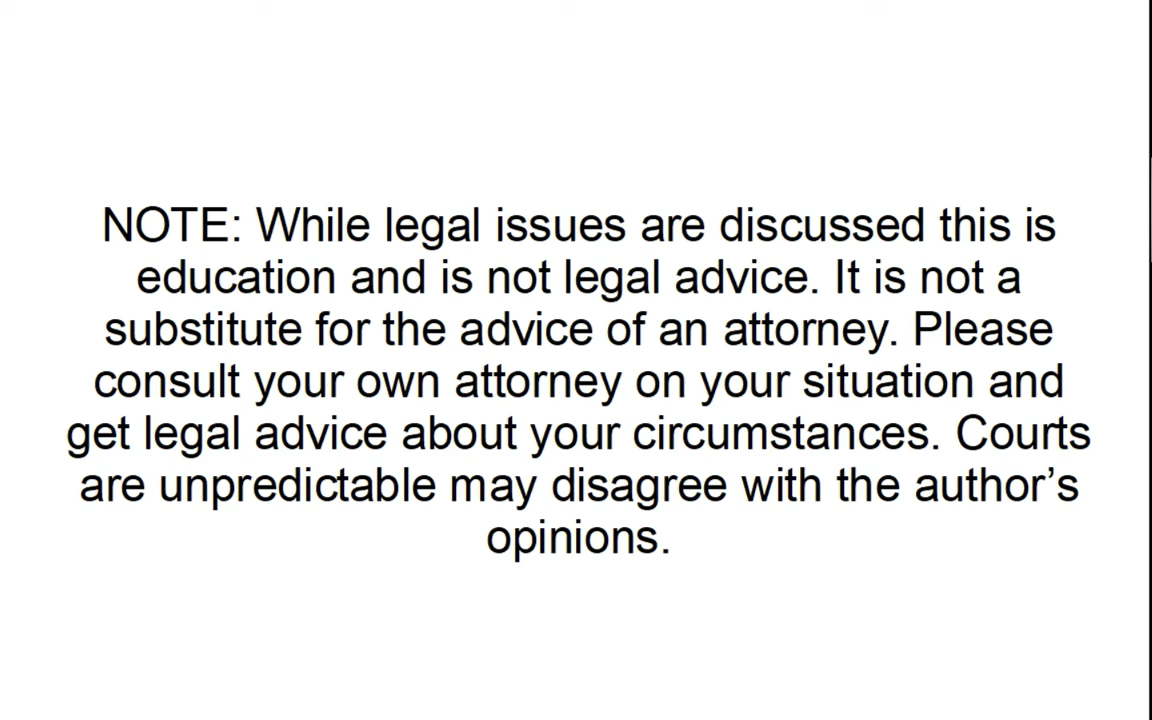 NOTE: While legal issues are discussed this is
education and is not legal advice. It is not a
substitute for the advice of an attorney. Please
consult your own attorney on your situation and
get legal advice about your circumstances. Courts
are unpredictable may disagree with the author’s
opinions.